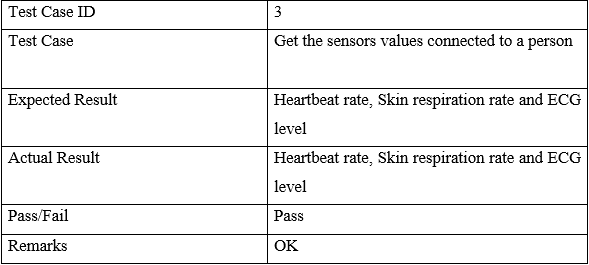 Test Case ID 3
Test Case Get the sensors values connected to a person
Expected Result Heartbeat rate, Skin respiration rate and ECG
level
Actual Result Heartbeat rate, Skin respiration rate and ECG
level
Pass/Fail Pass
Remarks OK